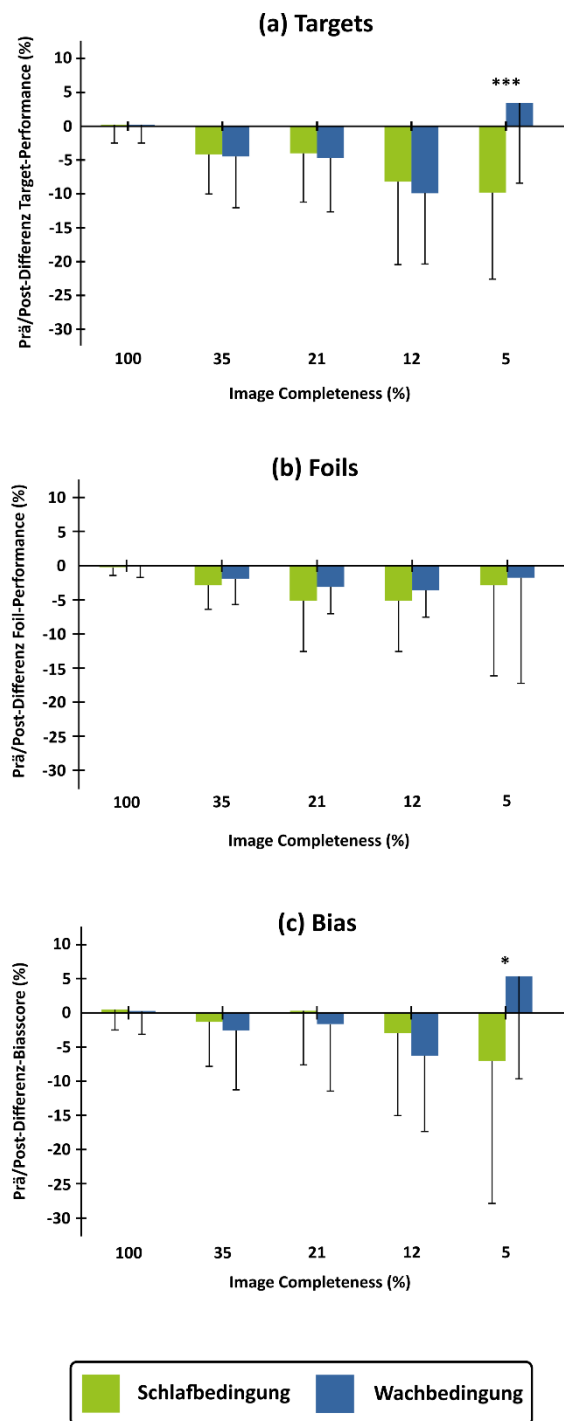 (a) Targets
Prä/Post-Differenz Target-Performance (%)
10
5
0
-5
-10
-15
-20
-25
-30
***
100 35 21 12 5
Image Completeness (%)
(b) Foils
Prä/Post-Differenz Foil-Performance (%)
10
5
0
-5
-10
-15
-20
-25
-30
100 35 21 12 5
Image Completeness (%)
(c) Bias
Prä/Post-Differenz-Biasscore (%)
10
5
0
-5
-10
-15
-20
-25
-30
*
100 35 21 12 5
Image Completeness (%)
Schlafbedingung Wachbedingung